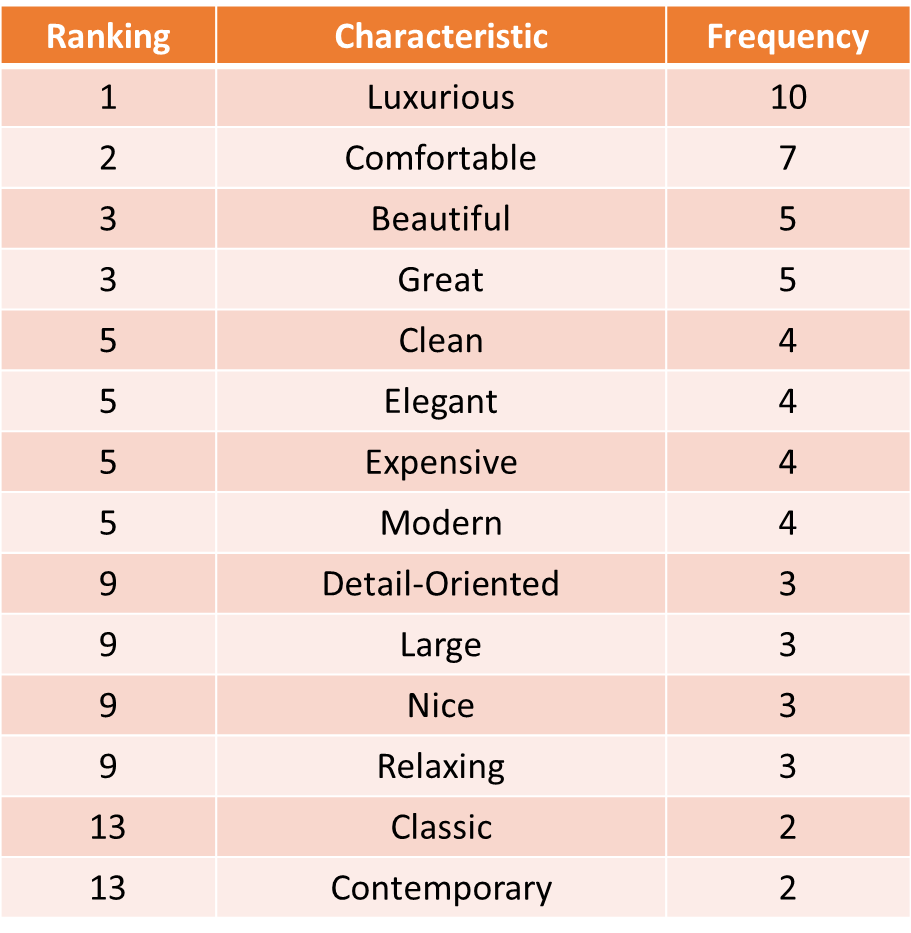 Ranking Characteristic Frequency
1 Luxurious 10
2 Comfortable 7
3 Beautiful 5
3 Great 5
5 Clean 4
5 Elegant 4
5 Expensive 4
5 Modern 4
9 Detail-Oriented 3
9 Large 3
9 Nice 3
9 Relaxing 3
13 Classic 2
13 Contemporary 2